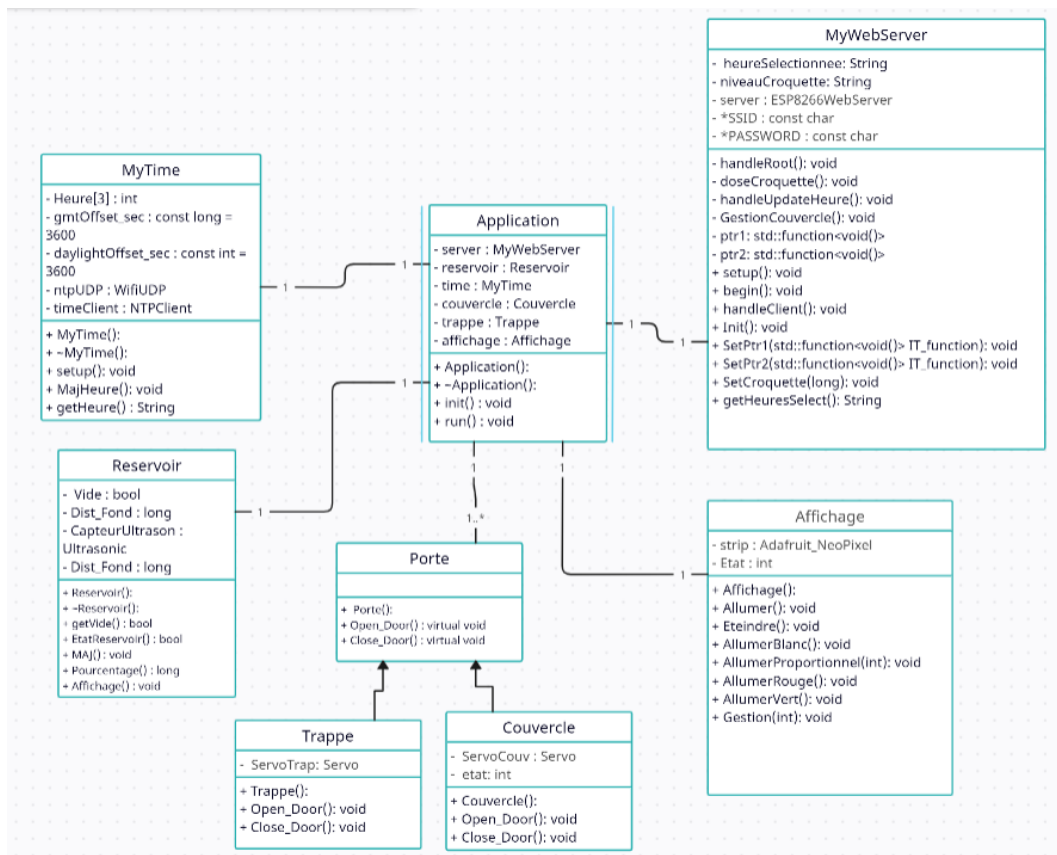 MyWebServer
- heureSelectionnee: String
- niveauCroquette: String
- server : ESP8266WebServer
- *SSID : const char
- *PASSWORD : const char
- handleRoot(): void
- doseCroquette(): void
- handleUpdateHeure(): void
- GestionCouvercle(): void
- ptr1: std::function<void()>
- ptr2: std::function<void()>
+ setup(): void
+ begin(): void
+ handleClient(): void
+ Init(): void
+ SetPtr1(std::function<void()> IT_function): void
+ SetPtr2(std::function<void()> IT_function): void
+ SetCroquette(long): void
+ getHeuresSelect(): String
MyTime
- Heure[3] : int
- gmtOffset_sec : const long =
3600
- daylightOffset_sec : const int =
3600
- ntpUDP : WifiUDP
- timeClient : NTPClient
+ MyTime():
+ ~MyTime():
+ setup(): void
+ MajHeure(): void
+ getHeure() : String
Application
- server : MyWebServer
- reservoir : Reservoir
- time : MyTime
- couvercle : Couvercle
- trappe : Trappe
- affichage : Affichage
+ Application():
+ ~Application():
+ init() : void
+ run() : void
1
1
1
1
1
1
1
1..*
1
1
Reservoir
- Vide : bool
- Dist_Fond : long
- CapteurUltrason :
Ultrasonic
- Dist_Fond : long
+ Reservoir():
+ ~Reservoir():
+ getVide() : bool
+ EtatReservoir() : bool
+ MAJ() : void
+ Pourcentage() : long
+ Affichage() : void
Porte
+ Porte():
+ Open_Door() : virtual void
+ Close_Door() : virtual void
Affichage
- strip : Adafruit_NeoPixel
- Etat : int
+ Affichage():
+ Allumer(): void
+ Eteindre(): void
+ AllumerBlanc(): void
+ AllumerProportionnel(int): void
+ AllumerRouge(): void
+ AllumerVert(): void
+ Gestion(int): void
Trappe
- ServoTrap: Servo
+ Trappe():
+ Open_Door(): void
+ Close_Door(): void
Couvercle
- ServoCouv : Servo
- etat: int
+ Couvercle():
+ Open_Door(): void
+ Close_Door(): void